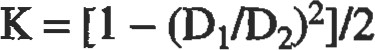 K = [1 − (D₁/D₂)²]/2